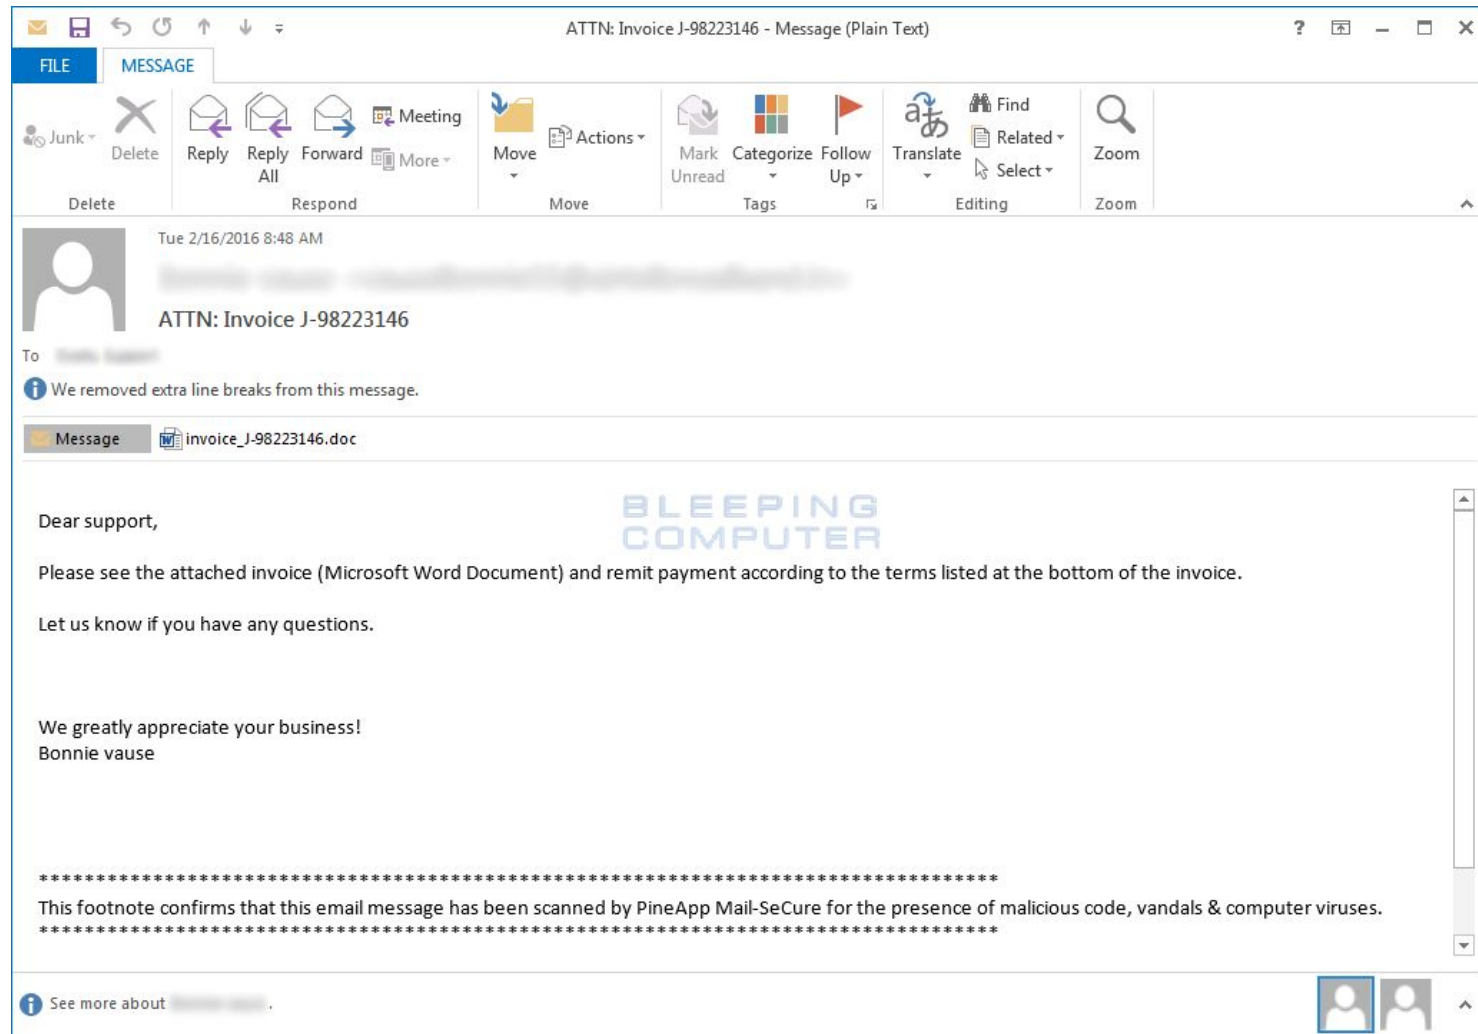 ATTN: Invoice J-98223146 - Message (Plain Text)
?
FILE MESSAGE
Junk
Delete
Reply
Reply All
Forward
Meeting
More
Move
Actions
Mark Unread
Categorize
Follow Up
Translate
Find
Related
Select
Zoom
Delete Respond Move Tags Editing Zoom
Tue 2/16/2016 8:48 AM
ATTN: Invoice J-98223146
To
We removed extra line breaks from this message.
Message invoice_J-98223146.doc
BLEEPING
COMPUTER
Dear support,
Please see the attached invoice (Microsoft Word Document) and remit payment according to the terms listed at the bottom of the invoice.
Let us know if you have any questions.
We greatly appreciate your business!
Bonnie vause
************************************************************************************
This footnote confirms that this email message has been scanned by PineApp Mail-SeCure for the presence of malicious code, vandals & computer viruses.
************************************************************************************
See more about .